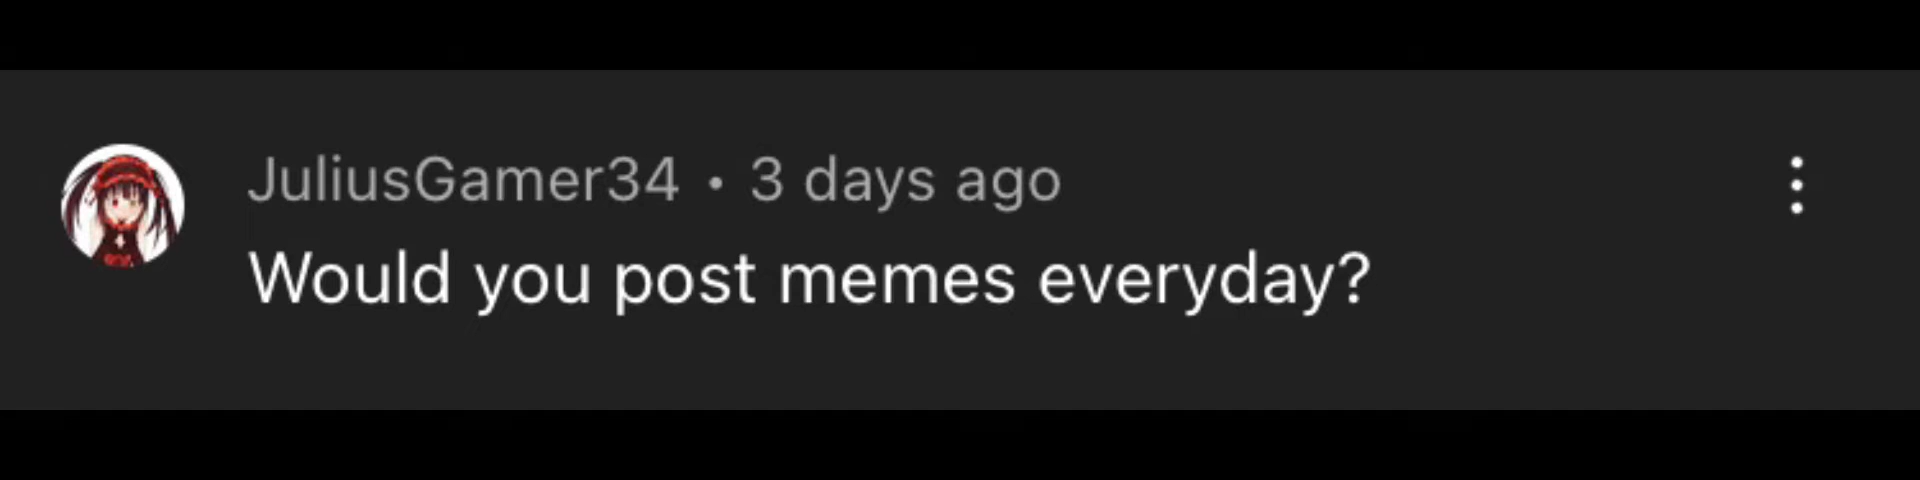 JuliusGamer34 • 3 days ago
Would you post memes everyday?